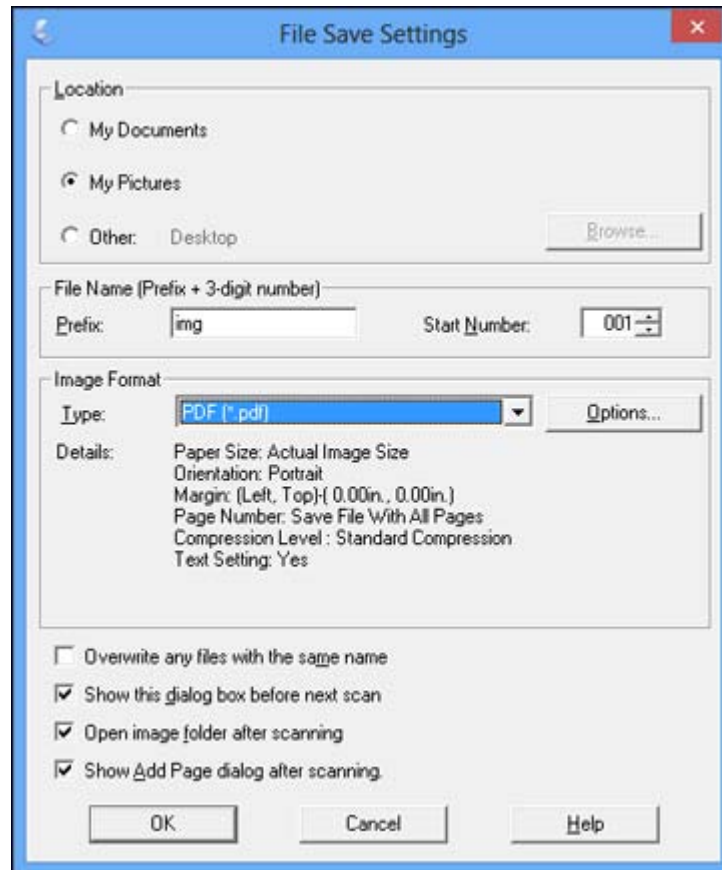 File Save Settings
Location
My Documents
My Pictures
Other: Desktop Browse...
File Name (Prefix + 3-digit number)
Prefix: img Start Number: 001
Image Format
Type: PDF (*.pdf) Options...
Details: Paper Size: Actual Image Size
Orientation: Portrait
Margin: (Left, Top)-( 0.00in., 0.00in.)
Page Number: Save File With All Pages
Compression Level : Standard Compression
Text Setting: Yes
Overwrite any files with the same name
Show this dialog box before next scan
Open image folder after scanning
Show Add Page dialog after scanning.
OK Cancel Help